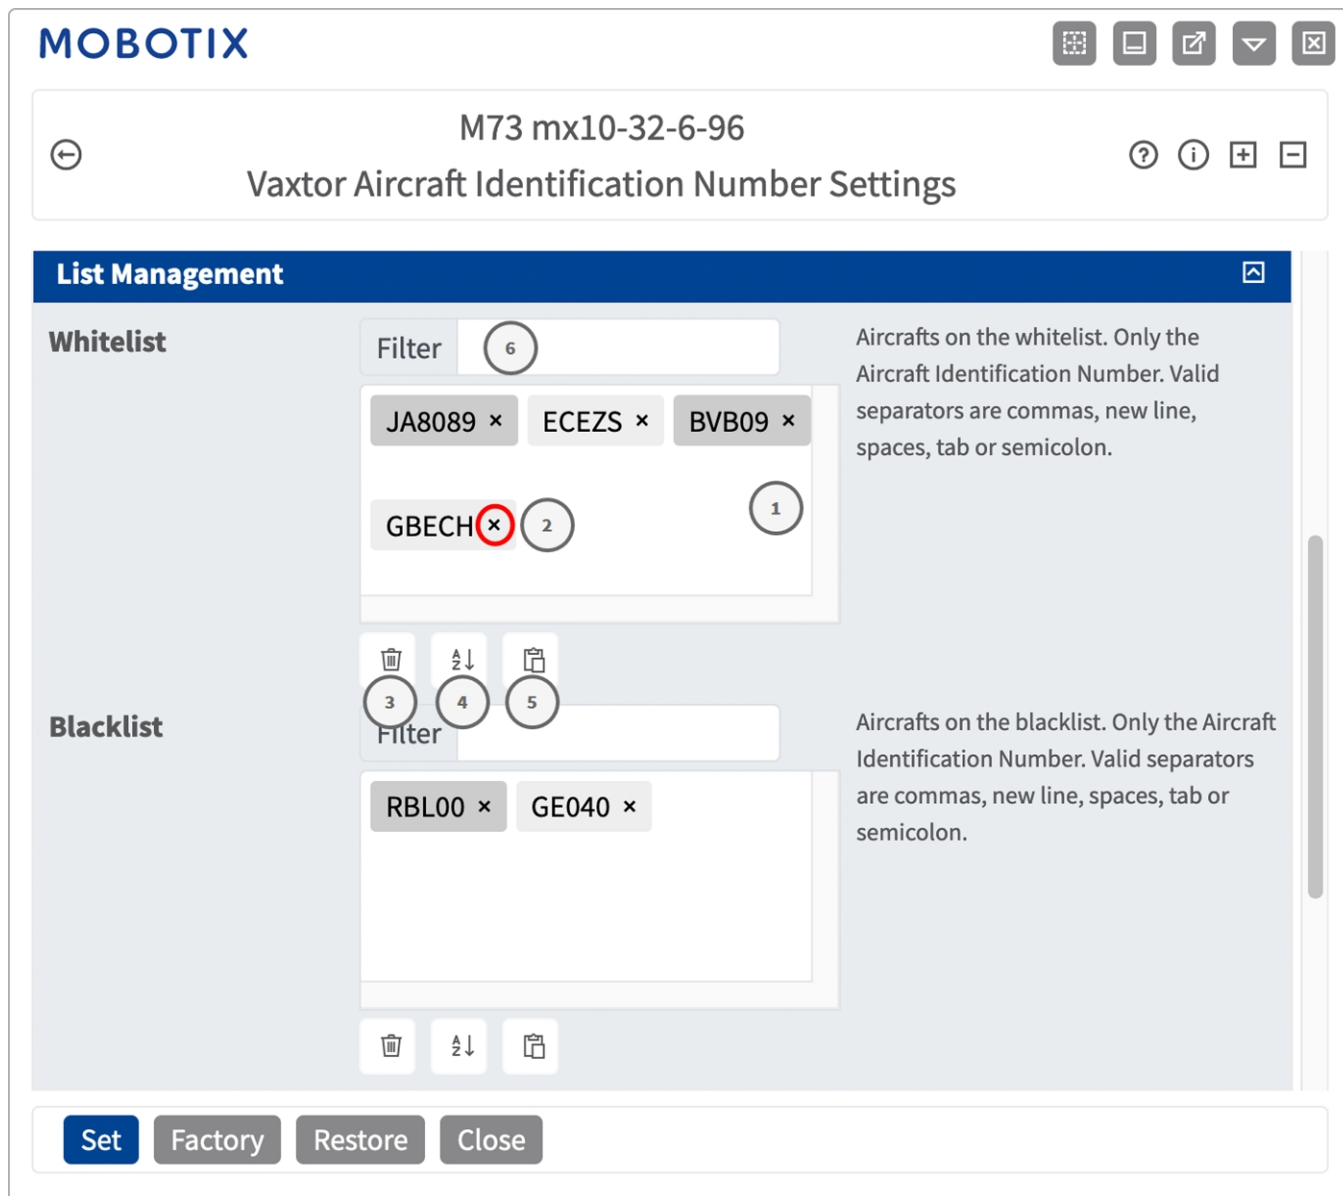 MOBOTIX
M73 mx10-32-6-96
Vaxtor Aircraft Identification Number Settings
List Management
Whitelist
Filter
6
Aircrafts on the whitelist. Only the
Aircraft Identification Number. Valid
separators are commas, new line,
spaces, tab or semicolon.
JA8089 × ECEZS × BVB09 ×
1
GBECH × 2
3 4 5
Blacklist
Filter
Aircrafts on the blacklist. Only the Aircraft
Identification Number. Valid separators
are commas, new line, spaces, tab or
semicolon.
RBL00 × GE040 ×
Set Factory Restore Close